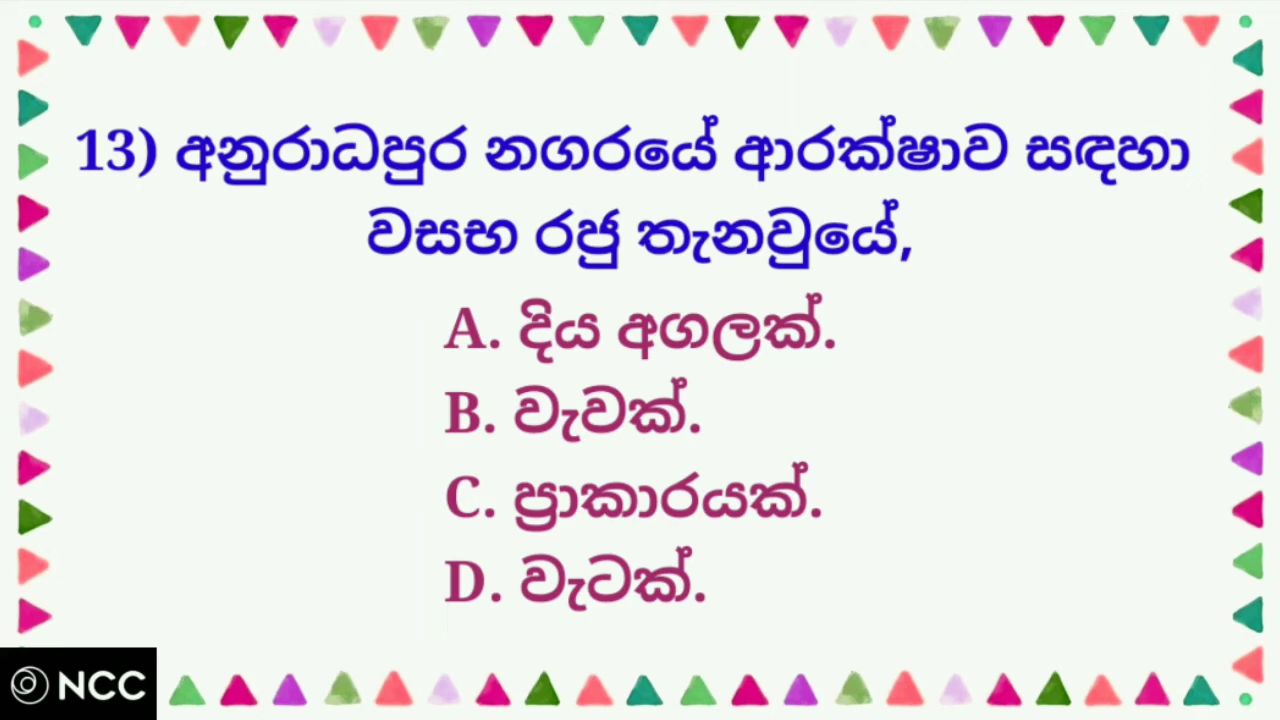 13) අනුරාධපුර නගරයේ ආරක්ෂාව සඳහා
වසභ රජු තැනවුයේ,
A. දිය අගලක්.
B. වැවක්.
C. ප්‍රාකාරයක්.
D. වැටක්.
NCC